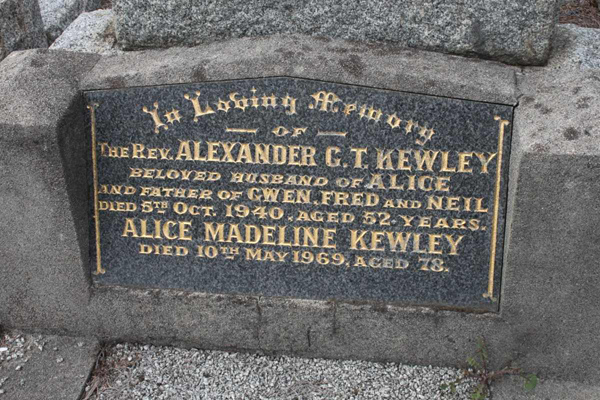 In Loving Memory
of
THE REV. ALEXANDER G. T. KEWLEY
BELOVED HUSBAND OF ALICE
AND FATHER OF GWEN, FRED AND NEIL
DIED 5TH OCT. 1940, AGED 52 YEARS.
ALICE MADELINE KEWLEY
DIED 10TH MAY 1969, AGED 78.